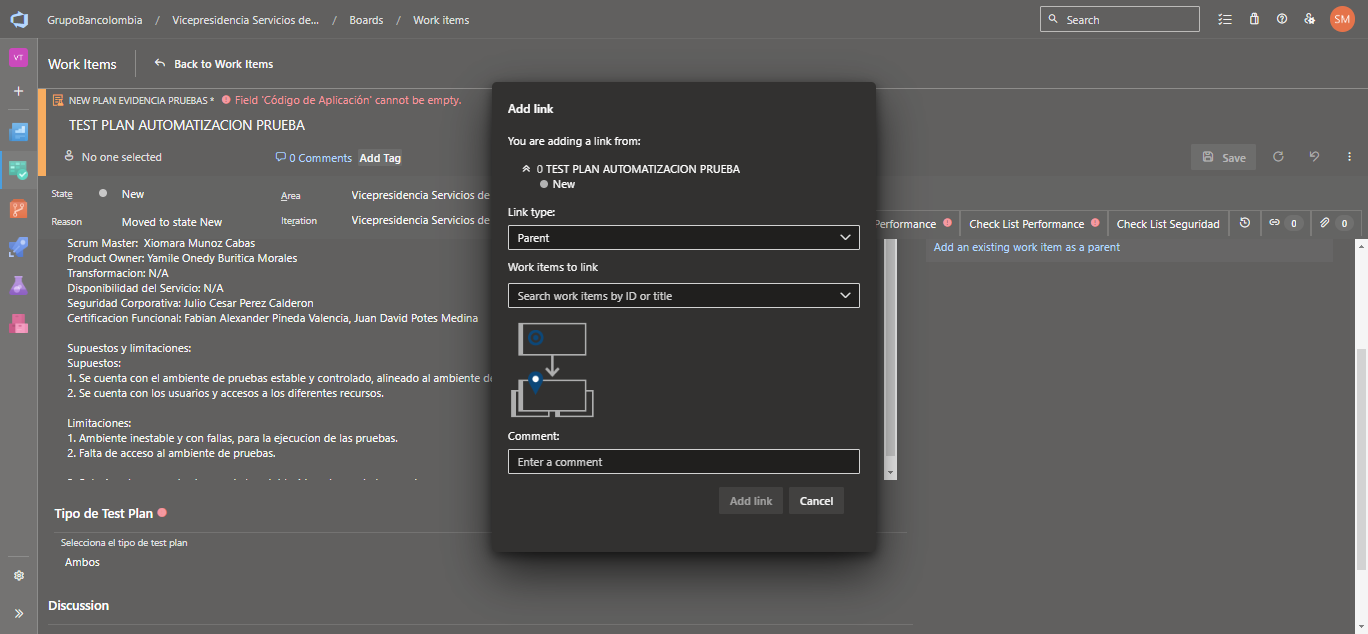 GrupoBancolombia / Vicepresidencia Servicios de... / Boards / Work items
Search
SM
VT
Work Items
Back to Work Items
NEW PLAN EVIDENCIA PRUEBAS * Field 'Código de Aplicación' cannot be empty.
TEST PLAN AUTOMATIZACION PRUEBA
No one selected
0 Comments
Add Tag
Save
State
New
Area
Vicepresidencia Servicios de
Reason
Moved to state New
Iteration
Vicepresidencia Servicios de
Performance
Check List Performance
Check List Seguridad
0
0
Scrum Master: Xiomara Munoz Cabas
Product Owner: Yamile Onedy Buritica Morales
Transformacion: N/A
Disponibilidad del Servicio: N/A
Seguridad Corporativa: Julio Cesar Perez Calderon
Certificacion Funcional: Fabian Alexander Pineda Valencia, Juan David Potes Medina
Supuestos y limitaciones:
Supuestos:
1. Se cuenta con el ambiente de pruebas estable y controlado, alineado al ambiente de
2. Se cuenta con los usuarios y accesos a los diferentes recursos.
Limitaciones:
1. Ambiente inestable y con fallas, para la ejecucion de las pruebas.
2. Falta de acceso al ambiente de pruebas.
Tipo de Test Plan
Selecciona el tipo de test plan
Ambos
Discussion
Add an existing work item as a parent
Add link
You are adding a link from:
0 TEST PLAN AUTOMATIZACION PRUEBA
New
Link type:
Parent
Work items to link
Search work items by ID or title
Comment:
Enter a comment
Add link
Cancel